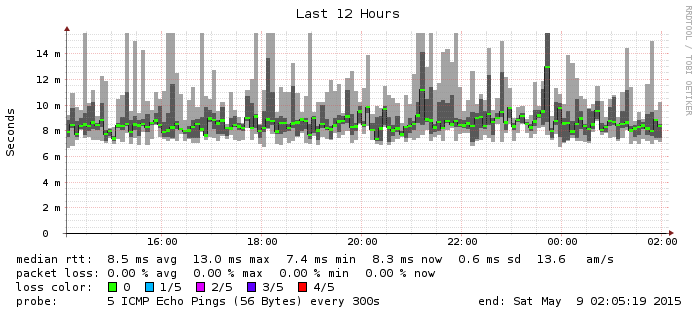 Last 12 Hours
RRDTOOL / TOBI OETIKER
Seconds
14 m
12 m
10 m
8 m
6 m
4 m
2 m
0
16:00 18:00 20:00 22:00 00:00 02:00
median rtt: 8.5 ms avg 13.0 ms max 7.4 ms min 8.3 ms now 0.6 ms sd 13.6 am/s
packet loss: 0.00 % avg 0.00 % max 0.00 % min 0.00 % now
loss color: 0 1/5 2/5 3/5 4/5
probe: 5 ICMP Echo Pings (56 Bytes) every 300s end: Sat May 9 02:05:19 2015